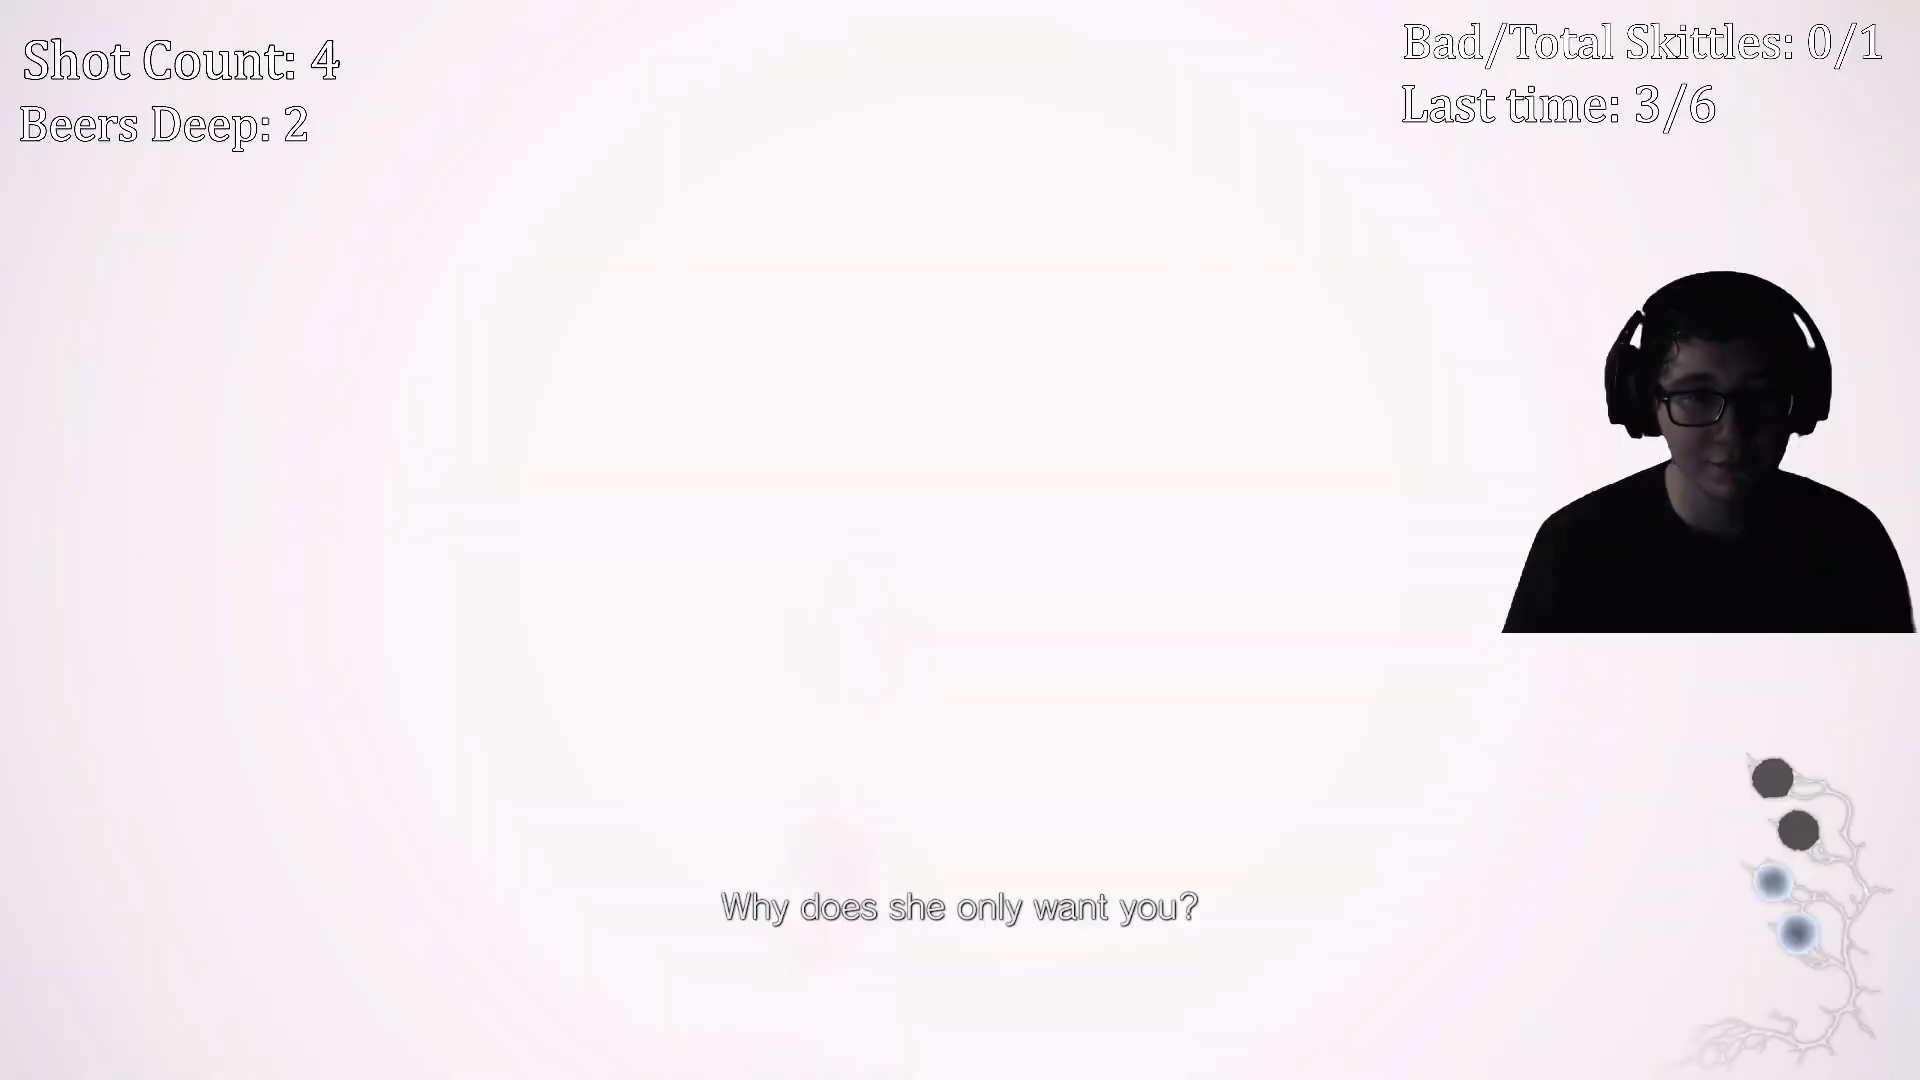 Shot Count: 4
Beers Deep: 2
Bad/Total Skittles: 0/1
Last time: 3/6
Why does she only want you?